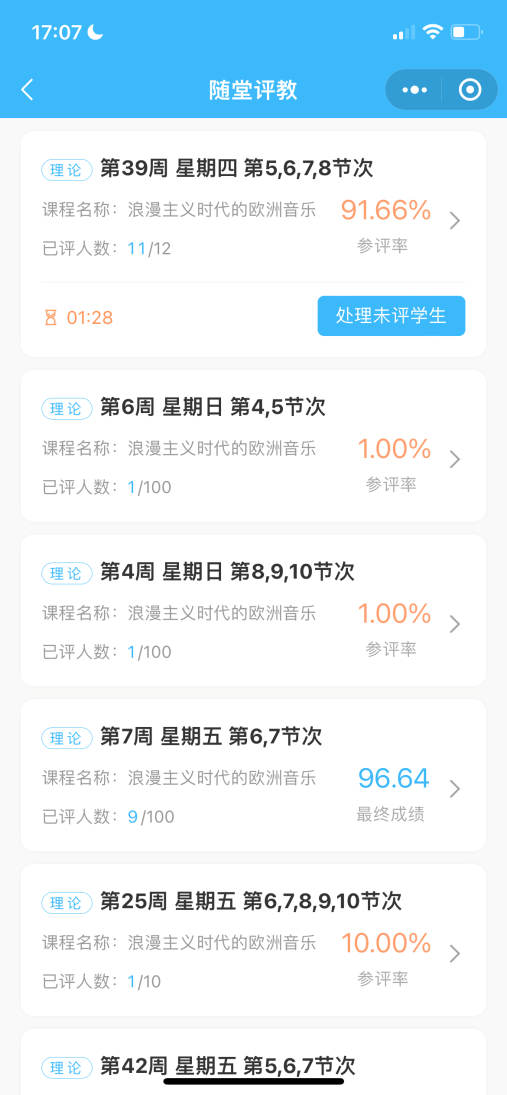 17:07
随堂评教
理论 第39周 星期四 第5,6,7,8节次
课程名称：浪漫主义时代的欧洲音乐
91.66%
已评人数：11/12
参评率
01:28
处理未评学生
理论 第6周 星期日 第4,5节次
课程名称：浪漫主义时代的欧洲音乐
1.00%
已评人数：1/100
参评率
理论 第4周 星期日 第8,9,10节次
课程名称：浪漫主义时代的欧洲音乐
1.00%
已评人数：1/100
参评率
理论 第7周 星期五 第6,7节次
课程名称：浪漫主义时代的欧洲音乐
96.64
已评人数：9/100
最终成绩
理论 第25周 星期五 第6,7,8,9,10节次
课程名称：浪漫主义时代的欧洲音乐
10.00%
已评人数：1/10
参评率
理论 第42周 星期五 第5,6,7节次